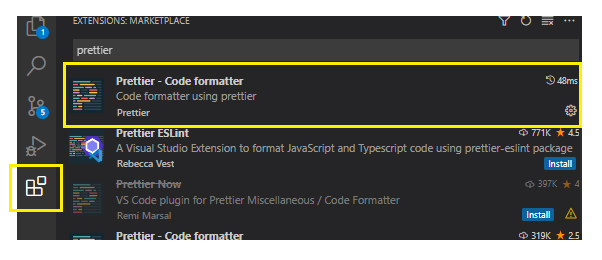 EXTENSIONS: MARKETPLACE
prettier
1
Prettier - Code formatter
48ms
Code formatter using prettier
Prettier
5
Prettier ESLint
771K
4.5
A Visual Studio Extension to format JavaScript and Typescript code using prettier-eslint package
Rebecca Vest
Install
Prettier Now
397K
4
VS Code plugin for Prettier Miscellaneous / Code Formatter
Remi Marsal
Install
Prettier - Code formatter
319K
2.5